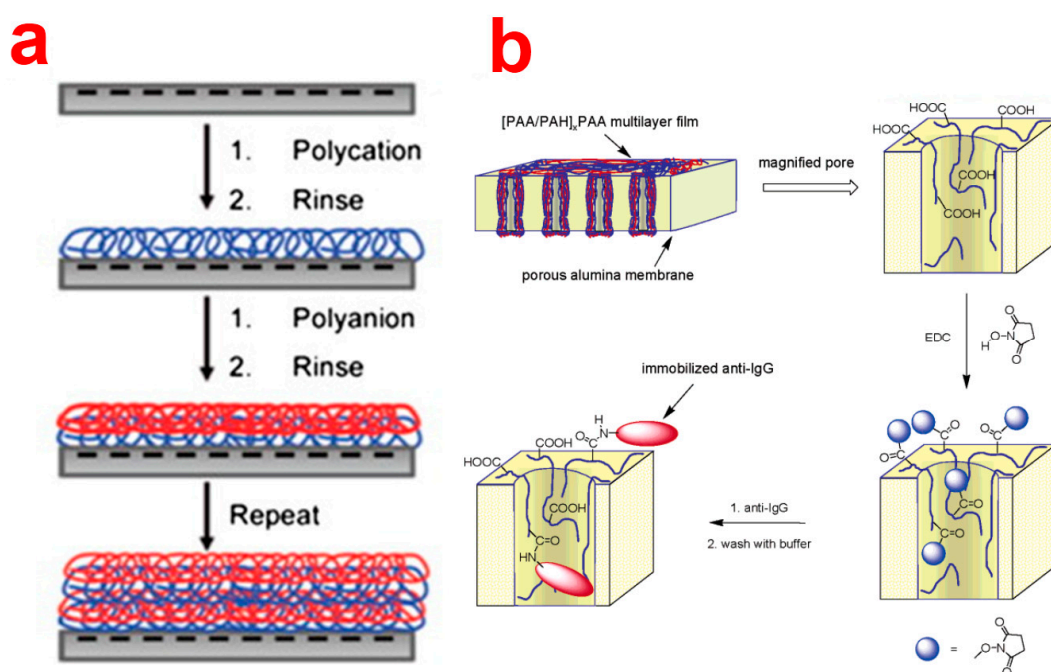 a
1. Polycation
2. Rinse
1. Polyanion
2. Rinse
Repeat
b
[PAA/PAH]xPAA multilayer film
porous alumina membrane
magnified pore
HOOC
COOH
HOOC
COOH
COOH
EDC
O
N
O
H
O
O
C
O
C
C
O
C
O
C=O
C=O
= O
N
O
O
1. anti-IgG
2. wash with buffer
immobilized anti-IgG
H
N
COOH
O
C
HOOC
COOH
C=O
HN